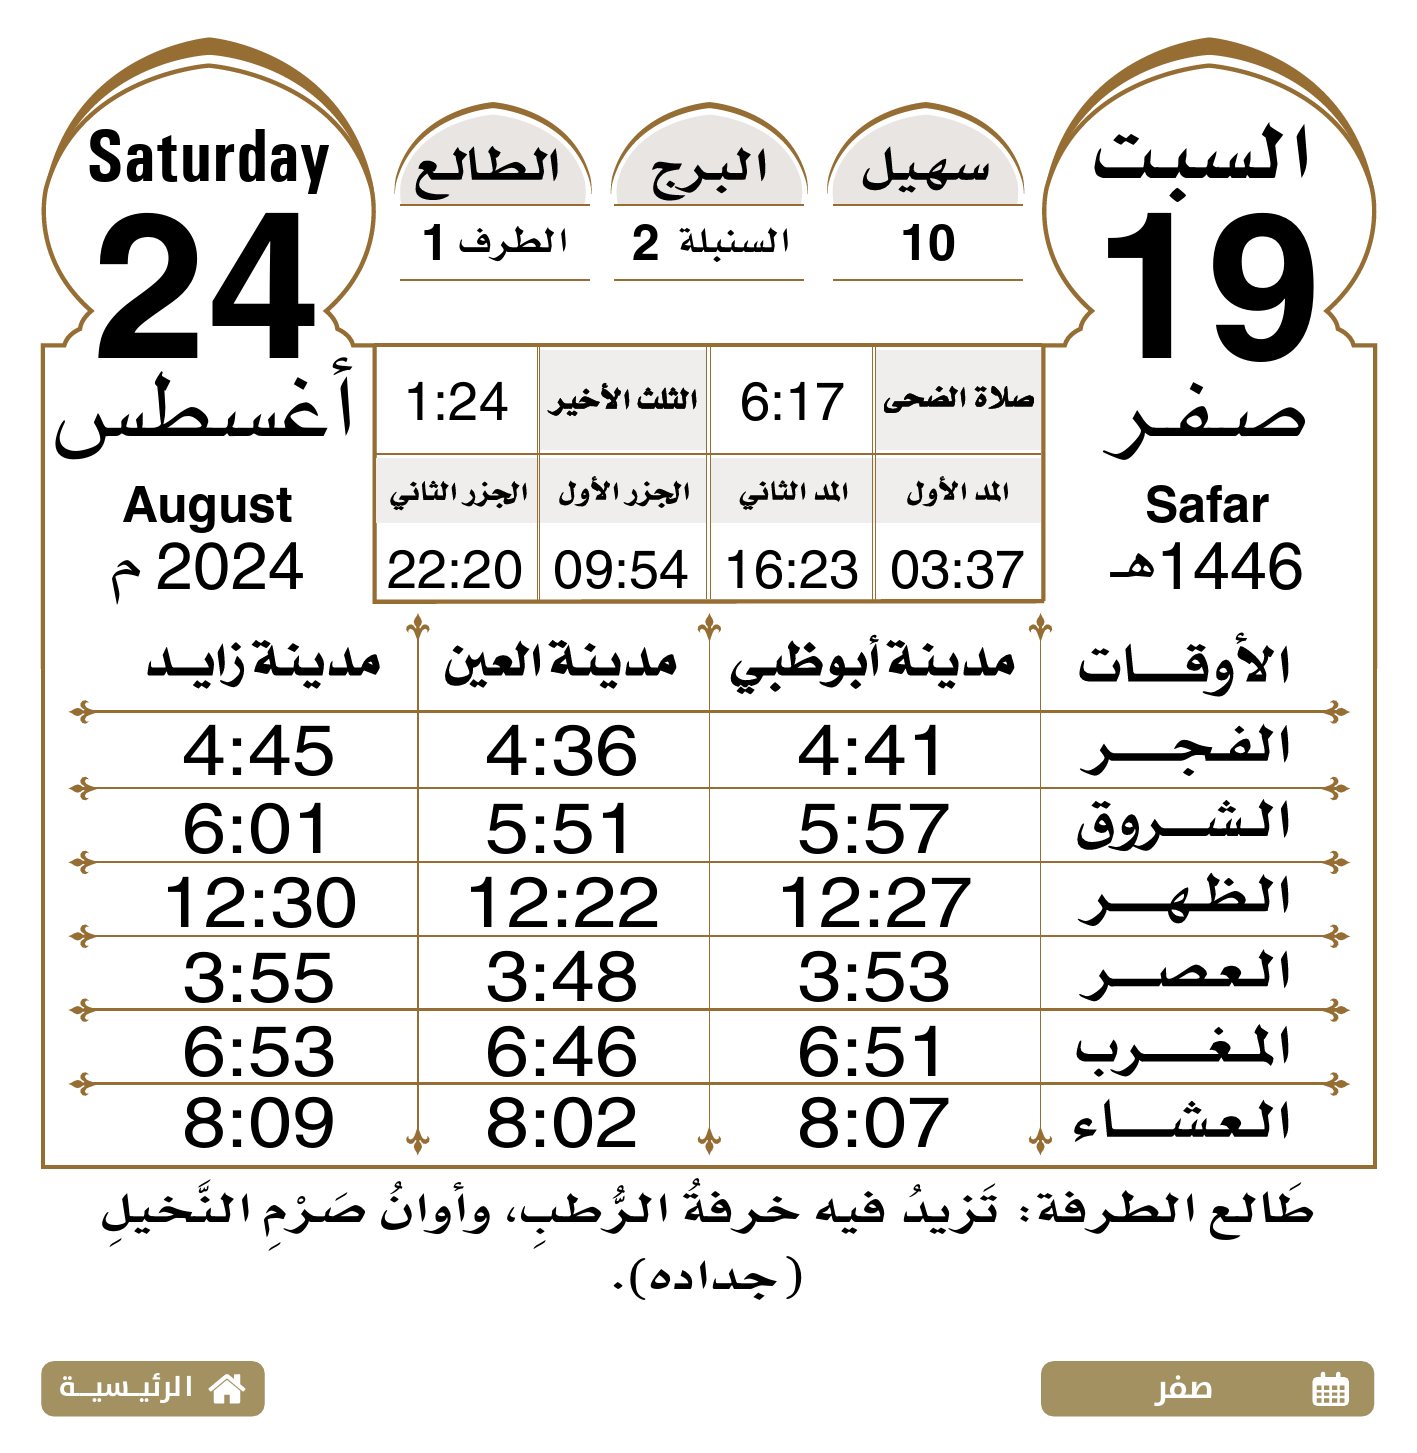 السبت
19
صفر
Safar
1446هـ
سهيل
10
البرج
السنبلة 2
الطالع
الطرف 1
Saturday
24
أغسطس
August
2024 م
صلاة الضحى 6:17 الثلث الأخير 1:24
المد الأول المد الثاني الجزر الأول الجزر الثاني
03:37 16:23 09:54 22:20
الأوقات مدينة أبوظبي مدينة العين مدينة زايد
الفجر 4:41 4:36 4:45
الشروق 5:57 5:51 6:01
الظهر 12:27 12:22 12:30
العصر 3:53 3:48 3:55
المغرب 6:51 6:46 6:53
العشاء 8:07 8:02 8:09
طَالع الطرفة: تَزيدُ فيه خرفةُ الرُّطبِ، وأوانُ صَرْمِ النَّخيلِ
(جداده).
صفر
الرئيسية